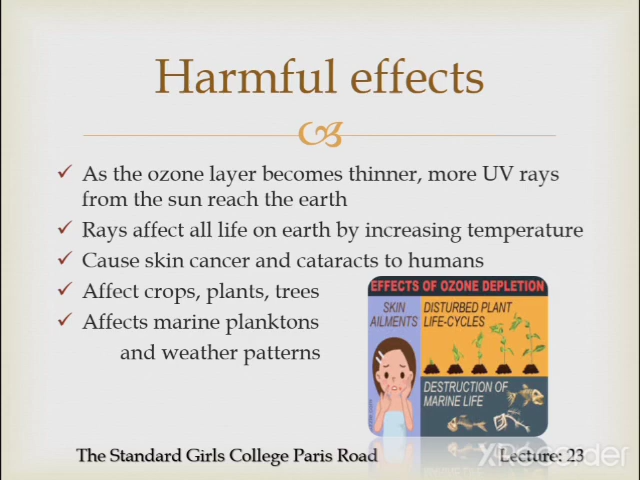 Harmful effects
As the ozone layer becomes thinner, more UV rays
from the sun reach the earth
Rays affect all life on earth by increasing temperature
Cause skin cancer and cataracts to humans
Affect crops, plants, trees
Affects marine planktons
and weather patterns
EFFECTS OF OZONE DEPLETION
SKIN
AILMENTS
DISTURBED PLANT
LIFE-CYCLES
DESTRUCTION OF
MARINE LIFE
The Standard Girls College Paris Road
Lecture: 23
XRecorder